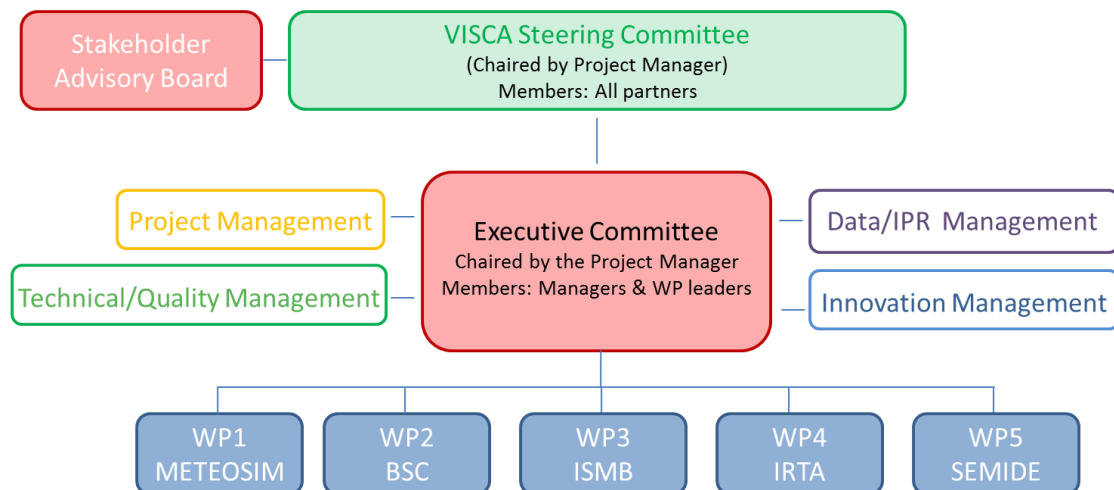 Stakeholder
Advisory Board
VISCA Steering Committee
(Chaired by Project Manager)
Members: All partners
Project Management
Technical/Quality Management
Executive Committee
Chaired by the Project Manager
Members: Managers & WP leaders
Data/IPR Management
Innovation Management
WP1
METEOSIM
WP2
BSC
WP3
ISMB
WP4
IRTA
WP5
SEMIDE